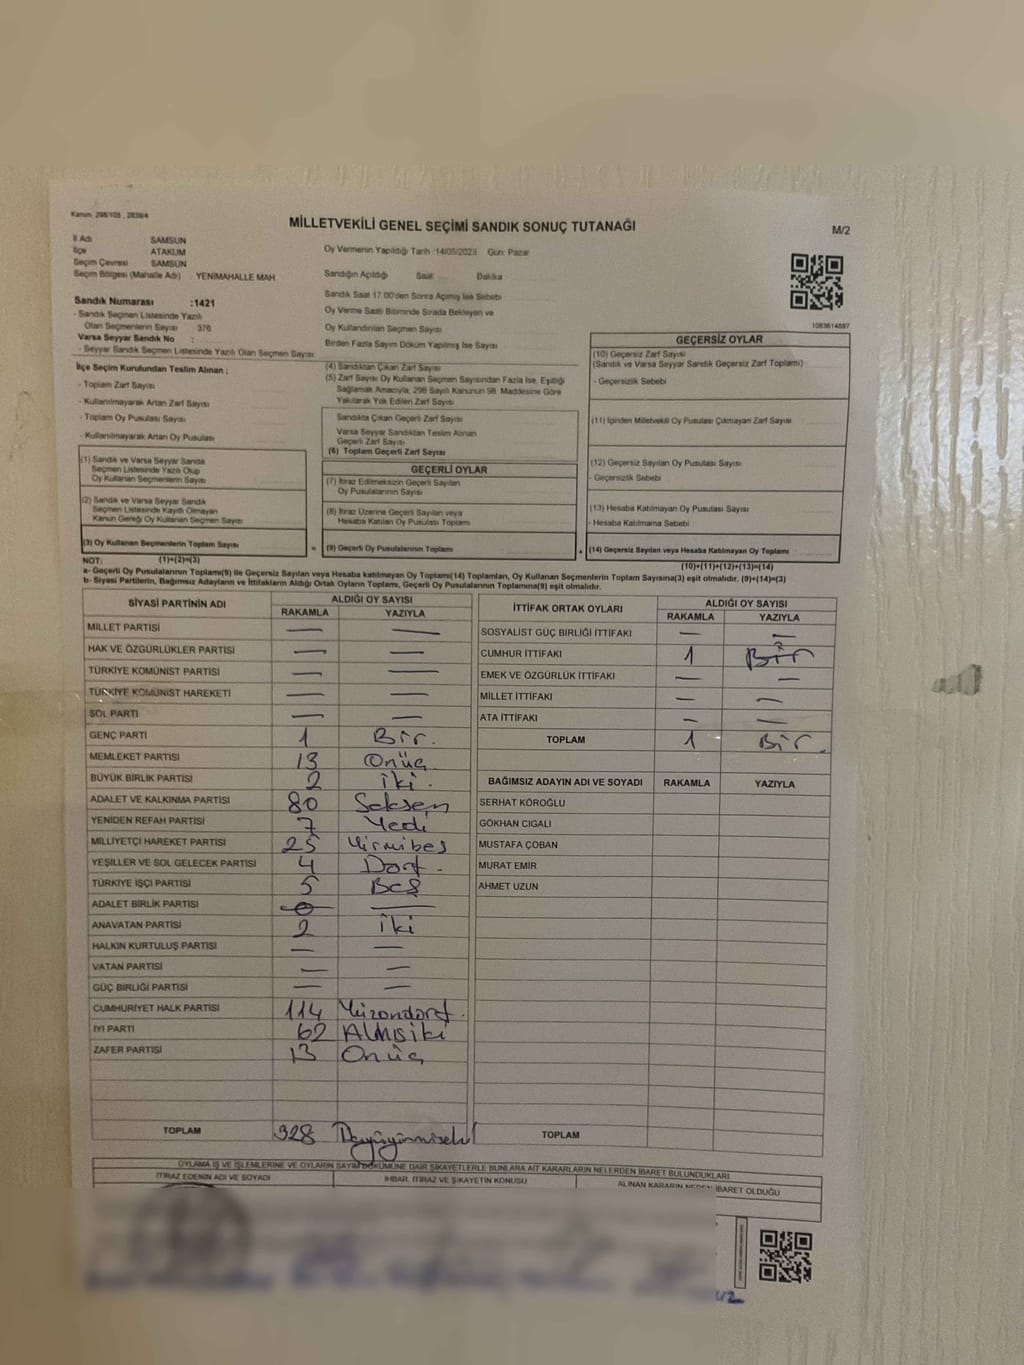 Kanun. 298/105 , 2839/4
MİLLETVEKİLİ GENEL SEÇİMİ SANDIK SONUÇ TUTANAĞI
M/2
İl Adı SAMSUN
İlçe ATAKUM
Seçim Çevresi SAMSUN
Seçim Bölgesi (Mahalle Adı) YENİMAHALLE MAH.
Oy Vermenin Yapıldığı Tarih :14/05/2023 Gün: Pazar
Sandığın Açıldığı Saat Dakika
Sandık Saat 17.00'den Sonra Açımış İse Sebebi
Oy Verme Saati Bitiminde Sırada Bekleyen ve
Oy Kullandırılan Seçmen Sayısı
Birden Fazla Sayım Döküm Yapılmış İse Sayısı
1083614887
Sandık Numarası :1421
- Sandık Seçmen Listesinde Yazılı
Olan Seçmenlerin Sayısı 376
Varsa Seyyar Sandık No :
- Seyyar Sandık Seçmen Listesinde Yazılı Olan Seçmen Sayısı
İlçe Seçim Kurulundan Teslim Alınan ;
- Toplam Zarf Sayısı
- Kullanılmayarak Artan Zarf Sayısı
- Toplam Oy Pusulası Sayısı
- Kullanılmayarak Artan Oy Pusulası
(1) Sandık ve Varsa Seyyar Sandık
Seçmen Listesinde Yazılı Olup
Oy Kullanan Seçmenlerin Sayısı
(2) Sandık ve Varsa Seyyar Sandık
Seçmen Listesinde Kayıtlı Olmayan
Kanun Gereği Oy Kullanan Seçmen Sayısı
(3) Oy Kullanan Seçmenlerin Toplam Sayısı
(4) Sandıktan Çıkan Zarf Sayısı
(5) Zarf Sayısı Oy Kullanan Seçmen Sayısından Fazla İse, Eşitliği
Sağlamak Amacıyla, 298 Sayılı Kanunun 98. Maddesine Göre
Yakılarak Yok Edilen Zarf Sayısı
Sandıkta Çıkan Geçerli Zarf Sayısı
Varsa Seyyar Sandıktan Teslim Alınan
Geçerli Zarf Sayısı
(6) Toplam Geçerli Zarf Sayısı
GEÇERLİ OYLAR
(7) İtiraz Edilmeksizin Geçerli Sayılan
Oy Pusulalarının Sayısı
(8) İtiraz Üzerine Geçerli Sayılan veya
Hesaba Katılan Oy Pusulası Toplamı
= (9) Geçerli Oy Pusulalarının Toplamı
GEÇERSİZ OYLAR
(10) Geçersiz Zarf Sayısı
(Sandık ve Varsa Seyyar Sandık Geçersiz Zarf Toplamı)
- Geçersizlik Sebebi
(11) İçinden Milletvekili Oy Pusulası Çıkmayan Zarf Sayısı
(12) Geçersiz Sayılan Oy Pusulası Sayısı
- Geçersizlik Sebebi
(13) Hesaba Katılmayan Oy Pusulası Sayısı
- Hesaba Katılmama Sebebi
+ (14) Geçersiz Sayılan veya Hesaba Katılmayan Oy Toplamı
NOT: (1)+(2)=(3) (10)+(11)+(12)+(13)=(14)
a- Geçerli Oy Pusulalarının Toplamı(9) ile Geçersiz Sayılan veya Hesaba katılmayan Oy Toplamı(14) Toplamları, Oy Kullanan Seçmenlerin Toplam Sayısına(3) eşit olmalıdır, (9)+(14)=(3)
b- Siyasi Partilerin, Bağımsız Adayların ve İttifakların Aldığı Oyların Toplamı, Geçerli Oy Pusulalarının Toplamına(9) eşit olmalıdır.
SİYASİ PARTİNİN ADI ALDIĞI OY SAYISI
RAKAMLA YAZIYLA
MİLLET PARTİSİ — —
HAK VE ÖZGÜRLÜKLER PARTİSİ — —
TÜRKİYE KOMÜNİST PARTİSİ — —
TÜRKİYE KOMÜNİST HAREKETİ — —
SOL PARTİ — —
GENÇ PARTİ 1 Bir.
MEMLEKET PARTİSİ 13 Onüç
BÜYÜK BİRLİK PARTİSİ 2 İki.
ADALET VE KALKINMA PARTİSİ 80 Seksen
YENİDEN REFAH PARTİSİ 7 Yedi
MİLLİYETÇİ HAREKET PARTİSİ 25 Yirmibeş
YEŞİLLER VE SOL GELECEK PARTİSİ 4 Dört.
TÜRKİYE İŞÇİ PARTİSİ 5 Beş
ADALET BİRLİK PARTİSİ 0 —
ANAVATAN PARTİSİ 2 İki
HALKIN KURTULUŞ PARTİSİ — —
VATAN PARTİSİ — —
GÜÇ BİRLİĞİ PARTİSİ — —
CUMHURİYET HALK PARTİSİ 114 Yüzondört.
İYİ PARTİ 62 Altmışiki
ZAFER PARTİSİ 13 Onüç
TOPLAM 328
İTTİFAK ORTAK OYLARI ALDIĞI OY SAYISI
RAKAMLA YAZIYLA
SOSYALİST GÜÇ BİRLİĞİ İTTİFAKI — —
CUMHUR İTTİFAKI 1 Bir
EMEK VE ÖZGÜRLÜK İTTİFAKI — —
MİLLET İTTİFAKI — —
ATA İTTİFAKI — —
TOPLAM 1 Bir.
BAĞIMSIZ ADAYIN ADI VE SOYADI RAKAMLA YAZIYLA
SERHAT KÖROĞLU
GÖKHAN CIGALI
MUSTAFA ÇOBAN
MURAT EMİR
AHMET UZUN
TOPLAM
OYLAMA İŞ VE İŞLEMLERİNE VE OYLARIN SAYIM DÖKÜMÜNE DAİR ŞİKAYETLERLE BUNLARA AİT KARARLARIN NELERDEN İBARET BULUNDUKLARI
İTİRAZ EDENİN ADI VE SOYADI İHBAR, İTİRAZ VE ŞİKAYETİN KONUSU ALINAN KARARIN NEDEN İBARET OLDUĞU